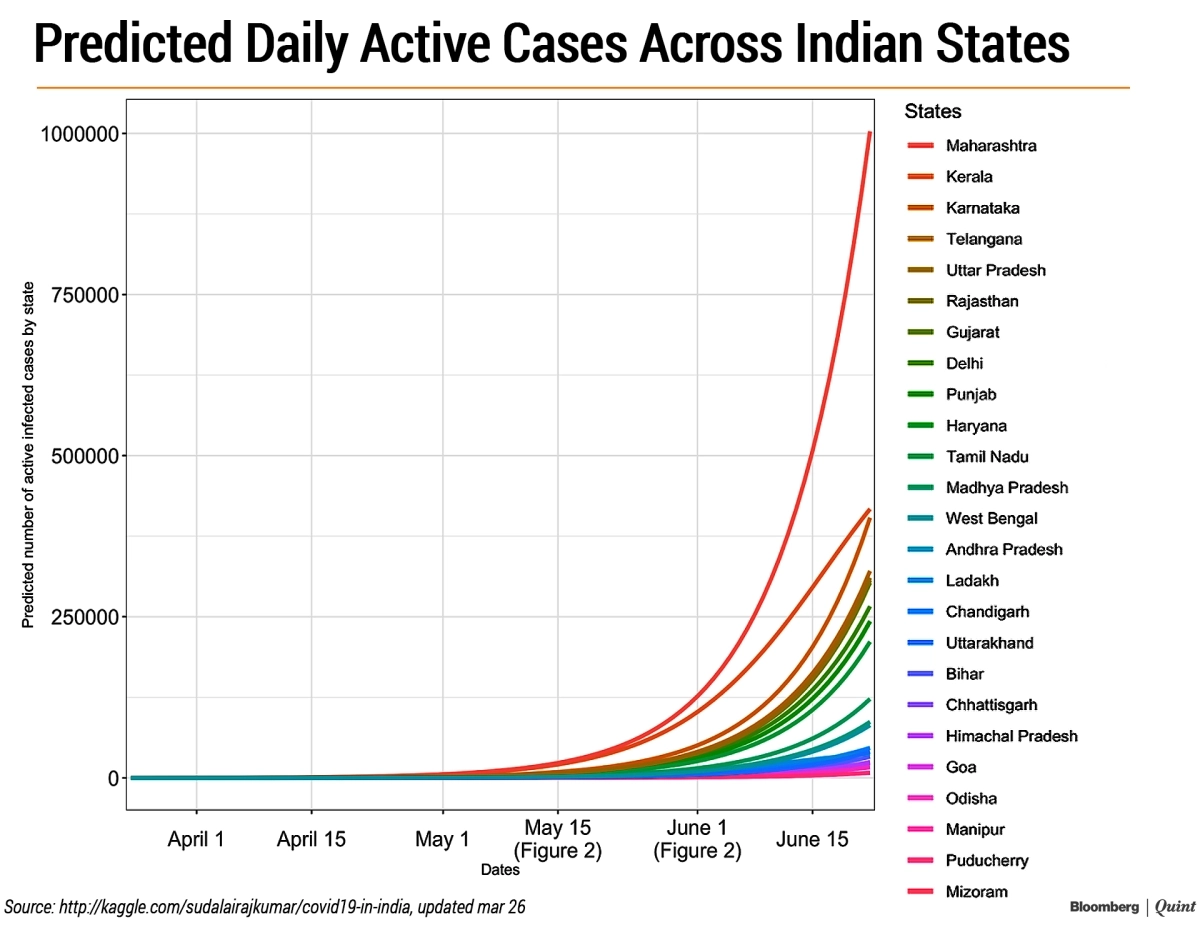 Predicted Daily Active Cases Across Indian States
Predicted number of active infected cases by state
1000000
750000
500000
250000
0
April 1
April 15
May 1
May 15
(Figure 2)
June 1
(Figure 2)
June 15
Dates
States
Maharashtra
Kerala
Karnataka
Telangana
Uttar Pradesh
Rajasthan
Gujarat
Delhi
Punjab
Haryana
Tamil Nadu
Madhya Pradesh
West Bengal
Andhra Pradesh
Ladakh
Chandigarh
Uttarakhand
Bihar
Chhattisgarh
Himachal Pradesh
Goa
Odisha
Manipur
Puducherry
Mizoram
Source: http://kaggle.com/sudalairajkumar/covid19-in-india, updated mar 26
Bloomberg | Quint